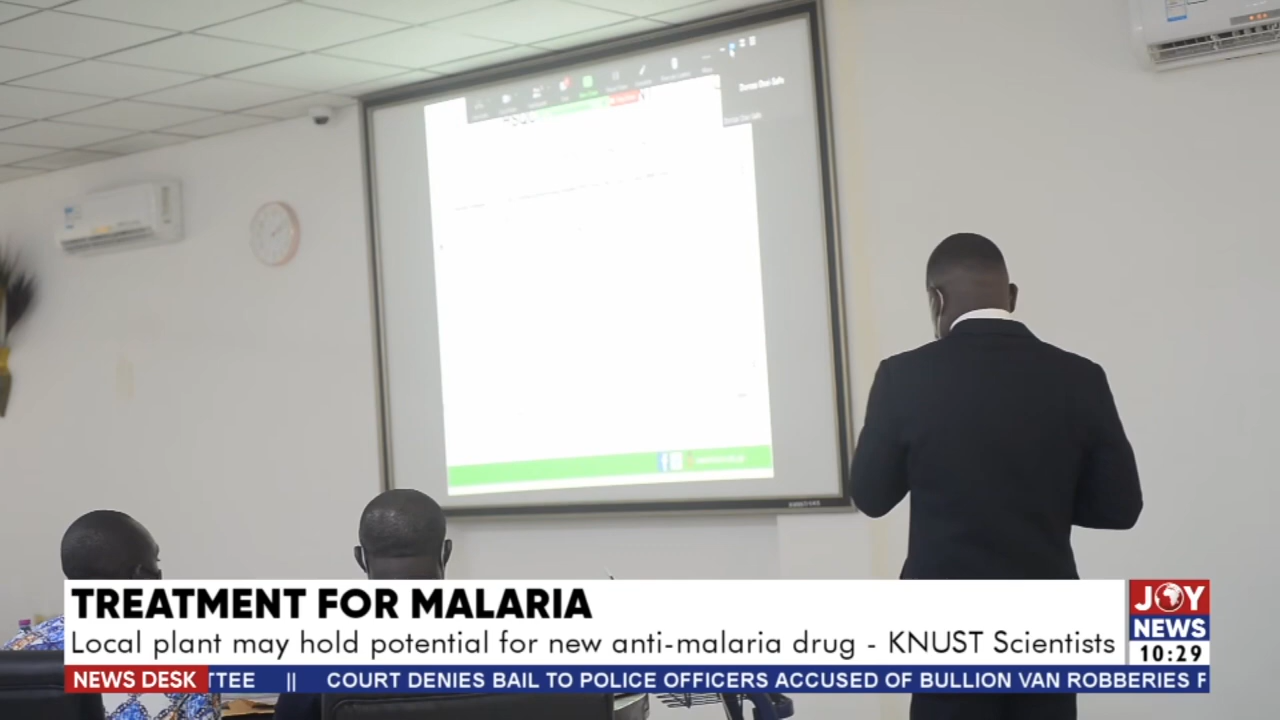 TREATMENT FOR MALARIA
Local plant may hold potential for new anti-malaria drug - KNUST Scientists
JOY
NEWS
10:29
NEWS DESK
TTEE || COURT DENIES BAIL TO POLICE OFFICERS ACCUSED OF BULLION VAN ROBBERIES F